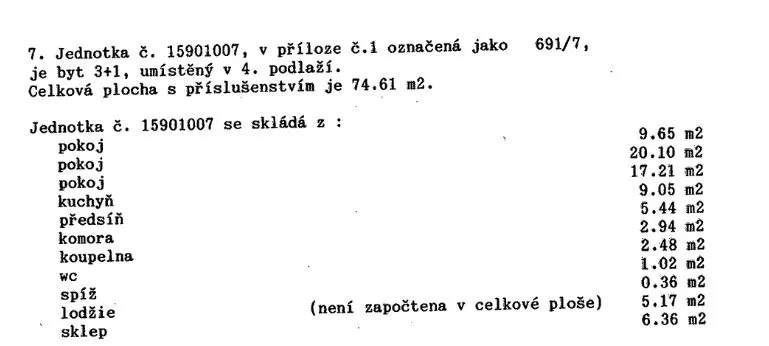 7. Jednotka č. 15901007, v příloze č.1 označená jako 691/7,
je byt 3+1, umístěný v 4. podlaží.
Celková plocha s příslušenstvím je 74.61 m2.
Jednotka č. 15901007 se skládá z :
pokoj 9.65 m2
pokoj 20.10 m2
pokoj 17.21 m2
kuchyň 9.05 m2
předsíň 5.44 m2
komora 2.94 m2
koupelna 2.48 m2
wc 1.02 m2
spíž 0.36 m2
lodžie (není započtena v celkové ploše) 5.17 m2
sklep 6.36 m2